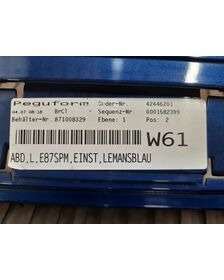 Peguform Order-Nr. 42446201
04.07 08:18 BrCl - Sequenz-Nr. 0001582399
Behälter-Nr. 871008329 Ebene: 1 Pos: 2
W61
ABD,L,E87SPM,EINST,LEMANSBLAU